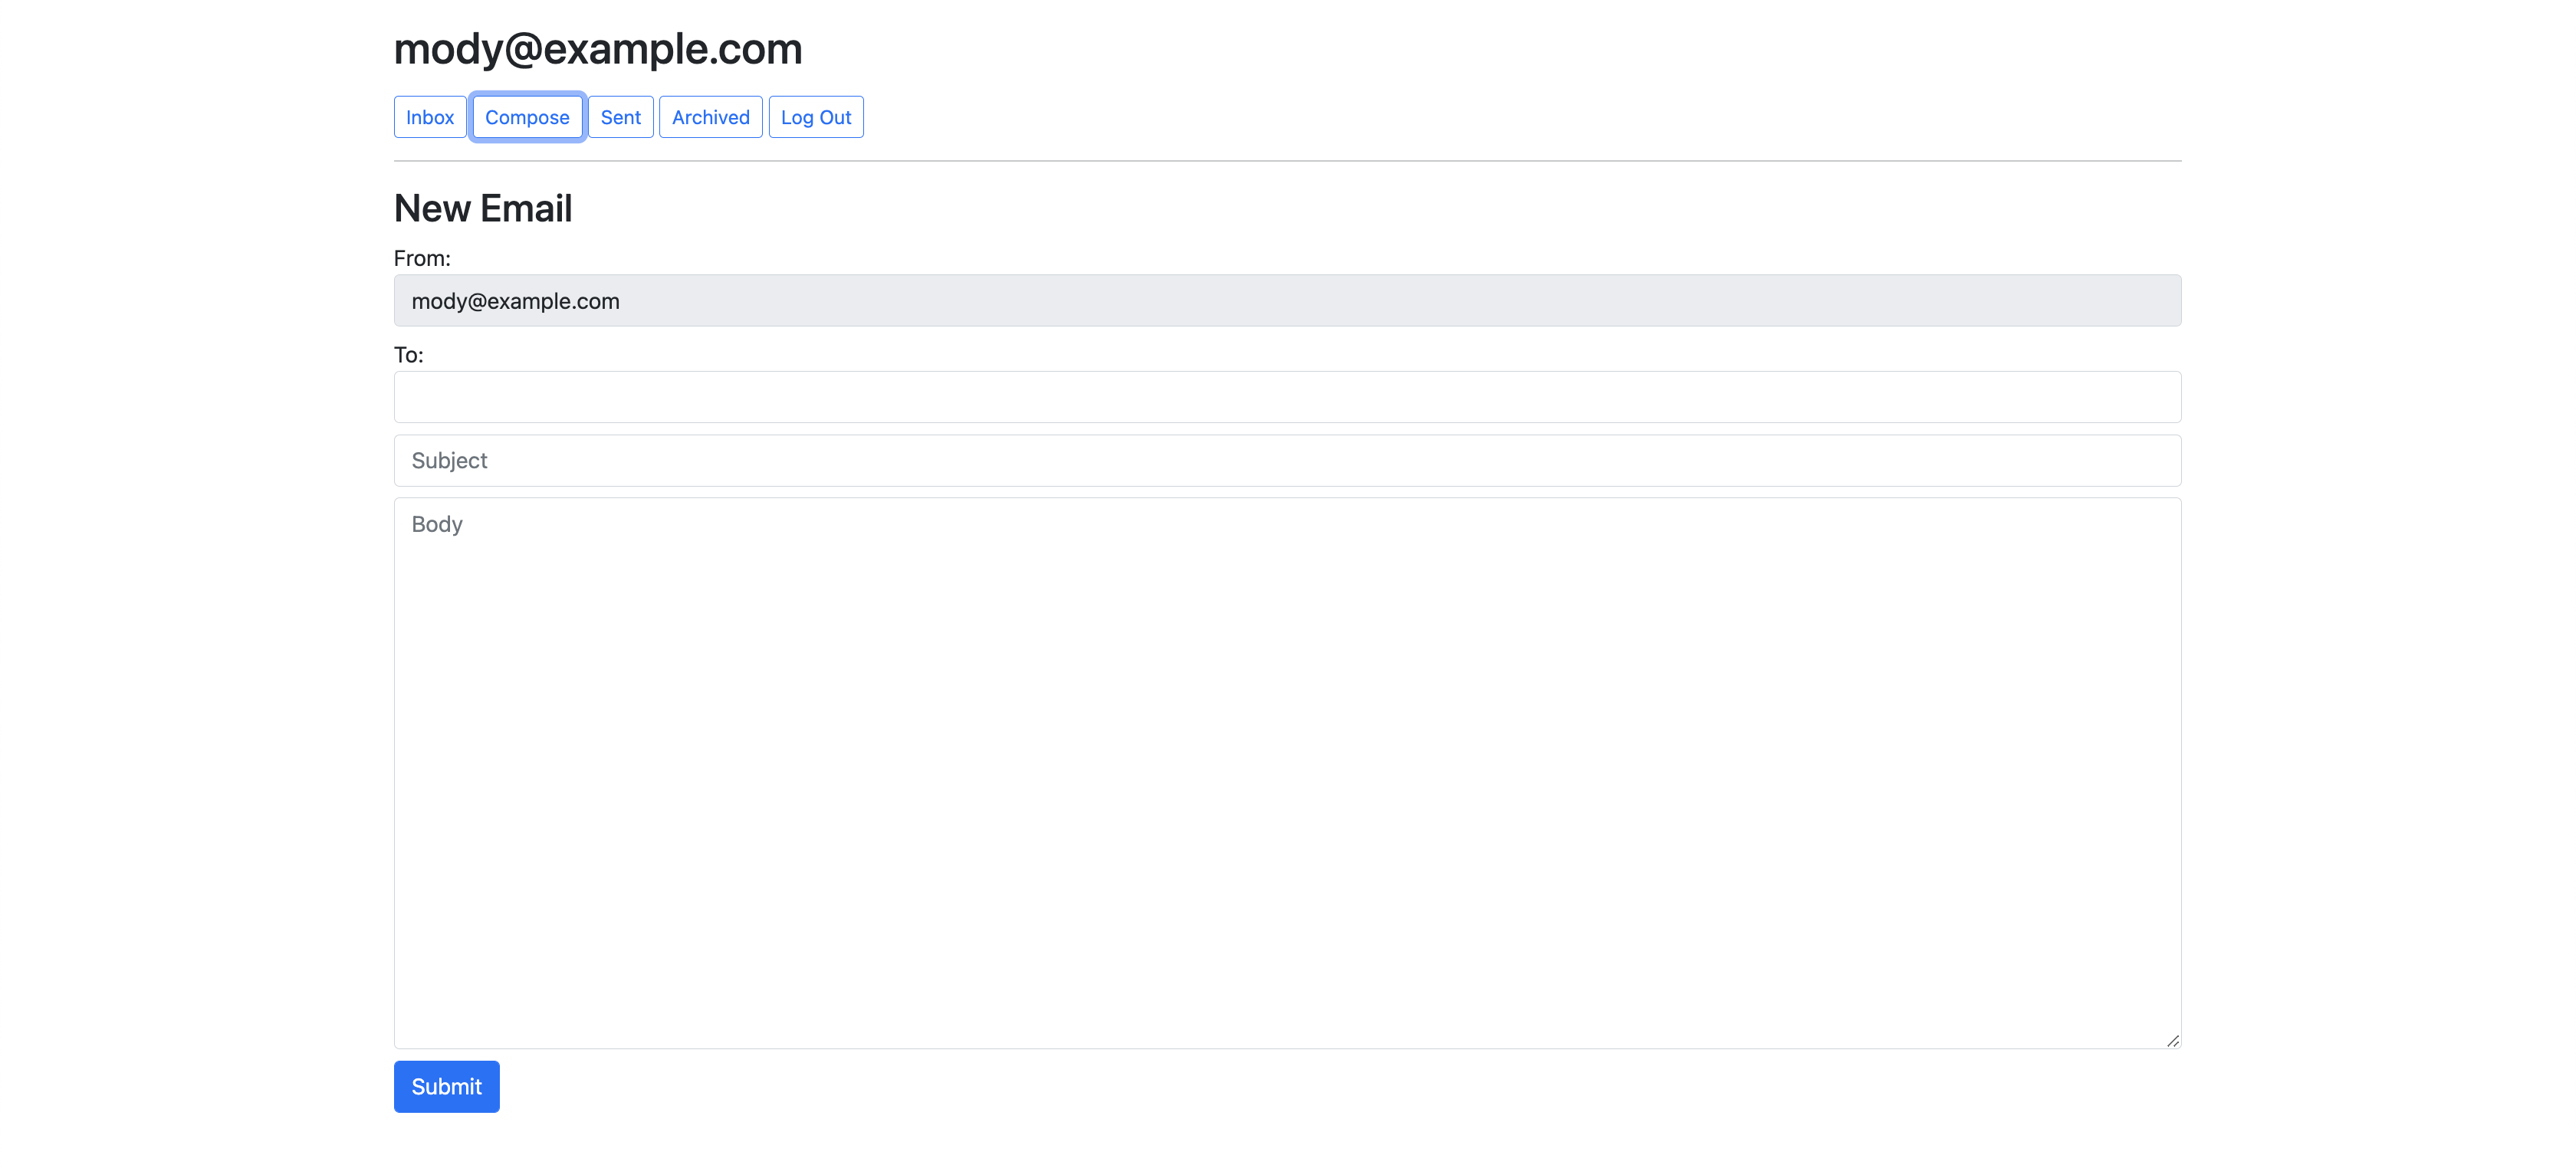 mody@example.com
Inbox Compose Sent Archived Log Out
New Email
From:
mody@example.com
To:
Subject
Body
Submit